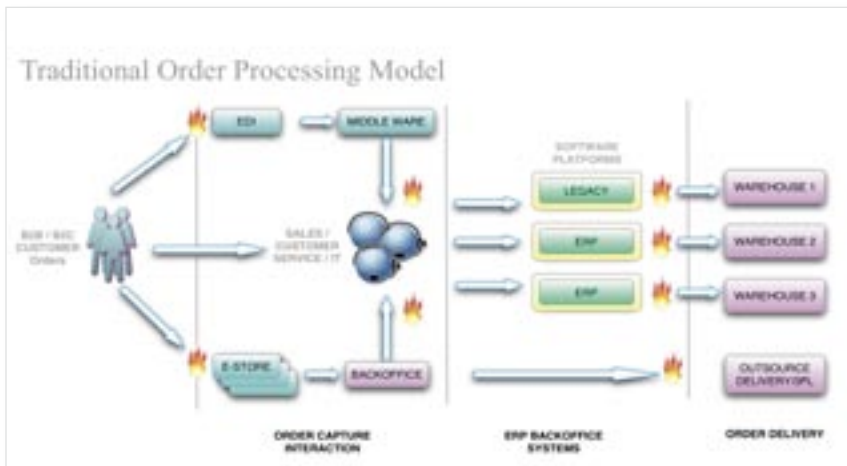 Traditional Order Processing Model
EDI
MIDDLE WARE
SOFTWARE
PLATFORMS
LEGACY
WAREHOUSE 1
B2B / B2C
CUSTOMER
Orders
SALES /
CUSTOMER
SERVICE / IT
ERP
WAREHOUSE 2
ERP
WAREHOUSE 3
E-STORE
BACKOFFICE
OUTSOURCE
DELIVERY/3PL
ORDER CAPTURE
INTERACTION
ERP BACKOFFICE
SYSTEMS
ORDER DELIVERY